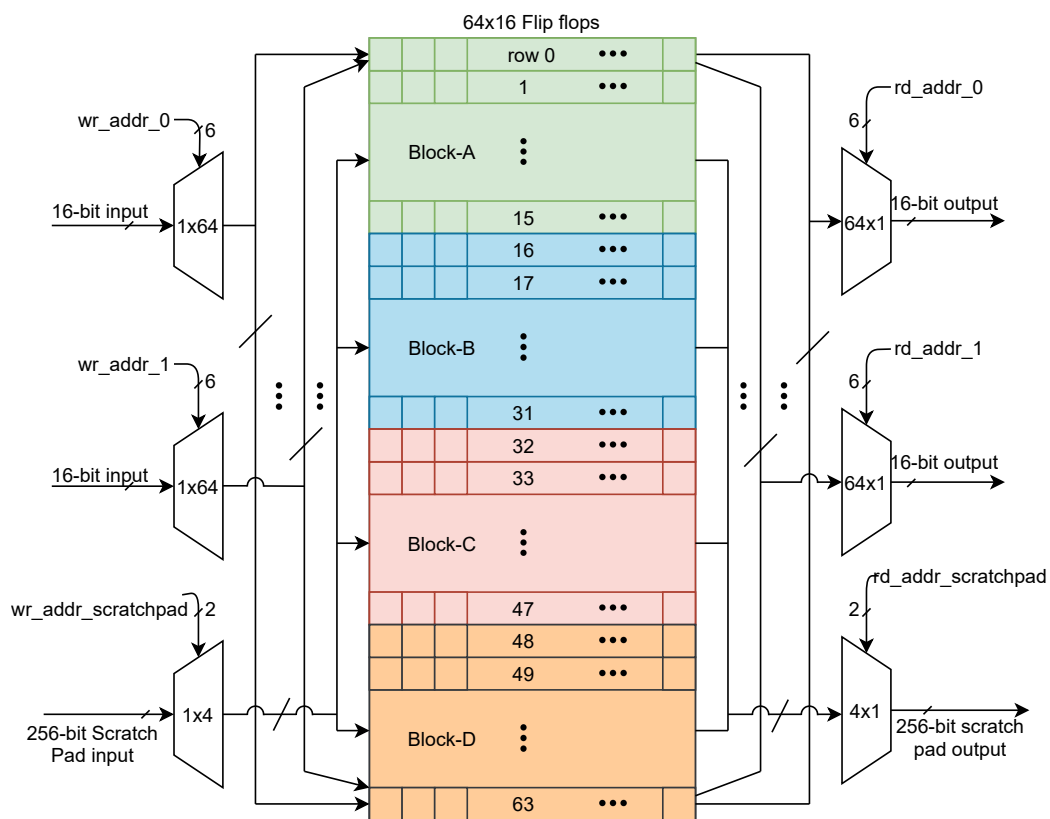 64x16 Flip flops
row 0 •••
1 •••
Block-A
15 •••
16 •••
17 •••
Block-B
31 •••
32 •••
33 •••
Block-C
47 •••
48 •••
49 •••
Block-D
63 •••
wr_addr_0
6
16-bit input
1x64
wr_addr_1
6
16-bit input
1x64
wr_addr_scratchpad
2
1x4
256-bit Scratch
Pad input
rd_addr_0
6
64x1
16-bit output
rd_addr_1
6
64x1
16-bit output
rd_addr_scratchpad
2
4x1
256-bit scratch
pad output